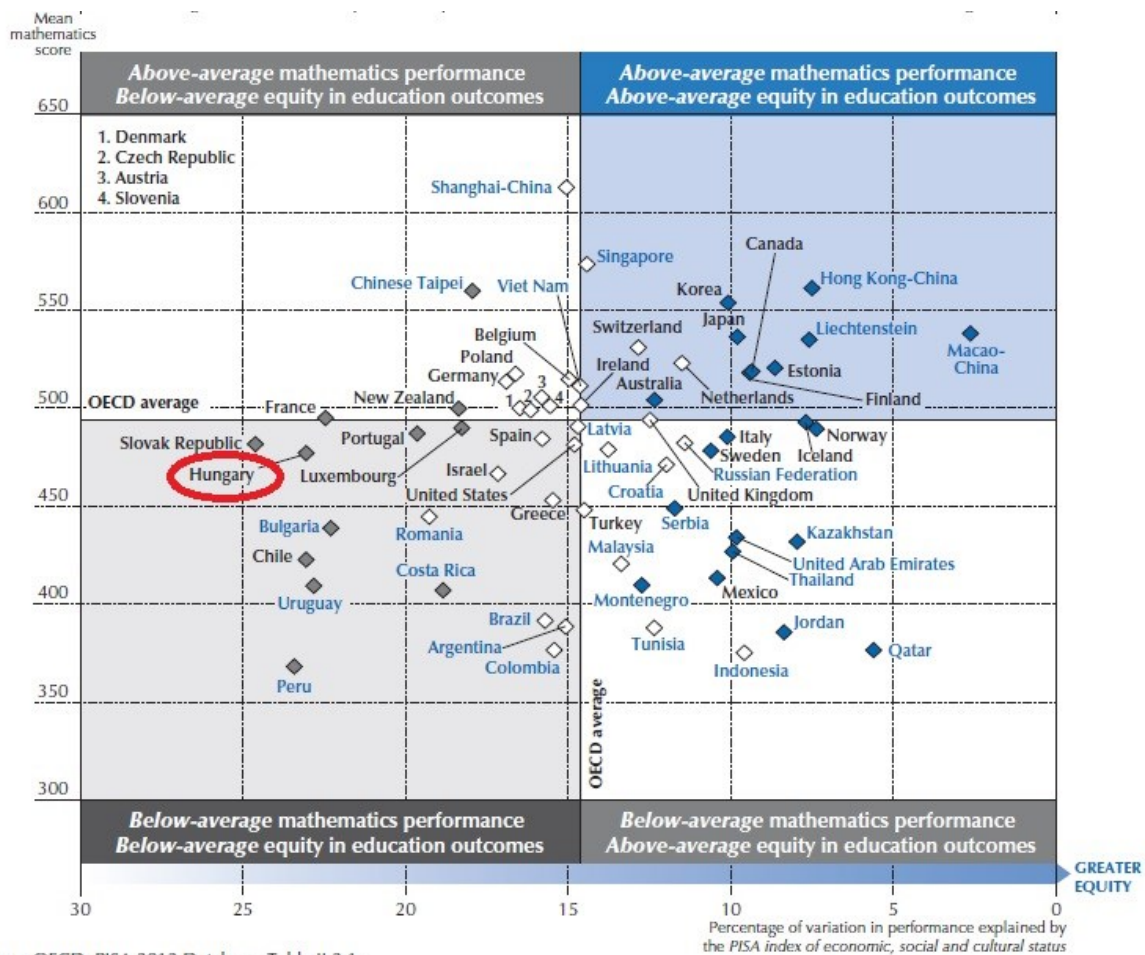 Mean
mathematics
score
Above-average mathematics performance
Below-average equity in education outcomes
Above-average mathematics performance
Above-average equity in education outcomes
650
1. Denmark
2. Czech Republic
3. Austria
4. Slovenia
Shanghai-China
600
Canada
Singapore
Chinese Taipei
Viet Nam
Korea
Hong Kong-China
550
Japan
Belgium
Switzerland
Liechtenstein
Poland
Ireland
Macao-
China
Germany
3
Australia
Estonia
1
2
4
Netherlands
Finland
500
OECD average
France
New Zealand
Slovak Republic
Portugal
Spain
Latvia
Italy
Norway
Hungary
Luxembourg
Israel
Lithuania
Sweden
Iceland
Russian Federation
United States
Croatia
United Kingdom
450
Greece
Turkey
Serbia
Bulgaria
Romania
Malaysia
Kazakhstan
Chile
Costa Rica
United Arab Emirates
Thailand
400
Uruguay
Montenegro
Mexico
Brazil
Jordan
Argentina
Tunisia
Qatar
Colombia
Indonesia
350
Peru
OECD average
300
Below-average mathematics performance
Below-average equity in education outcomes
Below-average mathematics performance
Above-average equity in education outcomes
GREATER
EQUITY
30
25
20
15
10
5
0
Percentage of variation in performance explained by
the PISA index of economic, social and cultural status